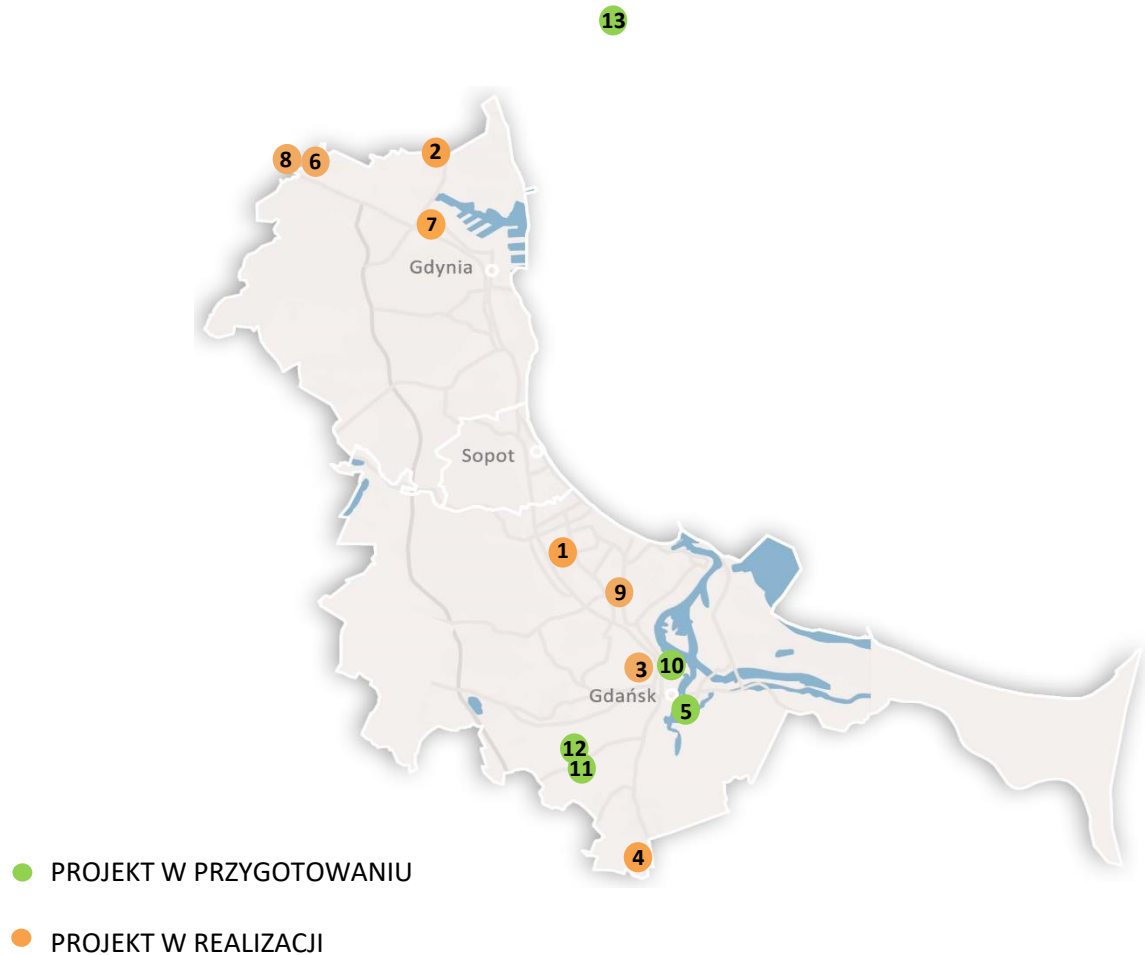 13
2
8 6
7
Gdynia
Sopot
1
9
3 10
Gdańsk
5
12
11
4
PROJEKT W PRZYGOTOWANIU
PROJEKT W REALIZACJI